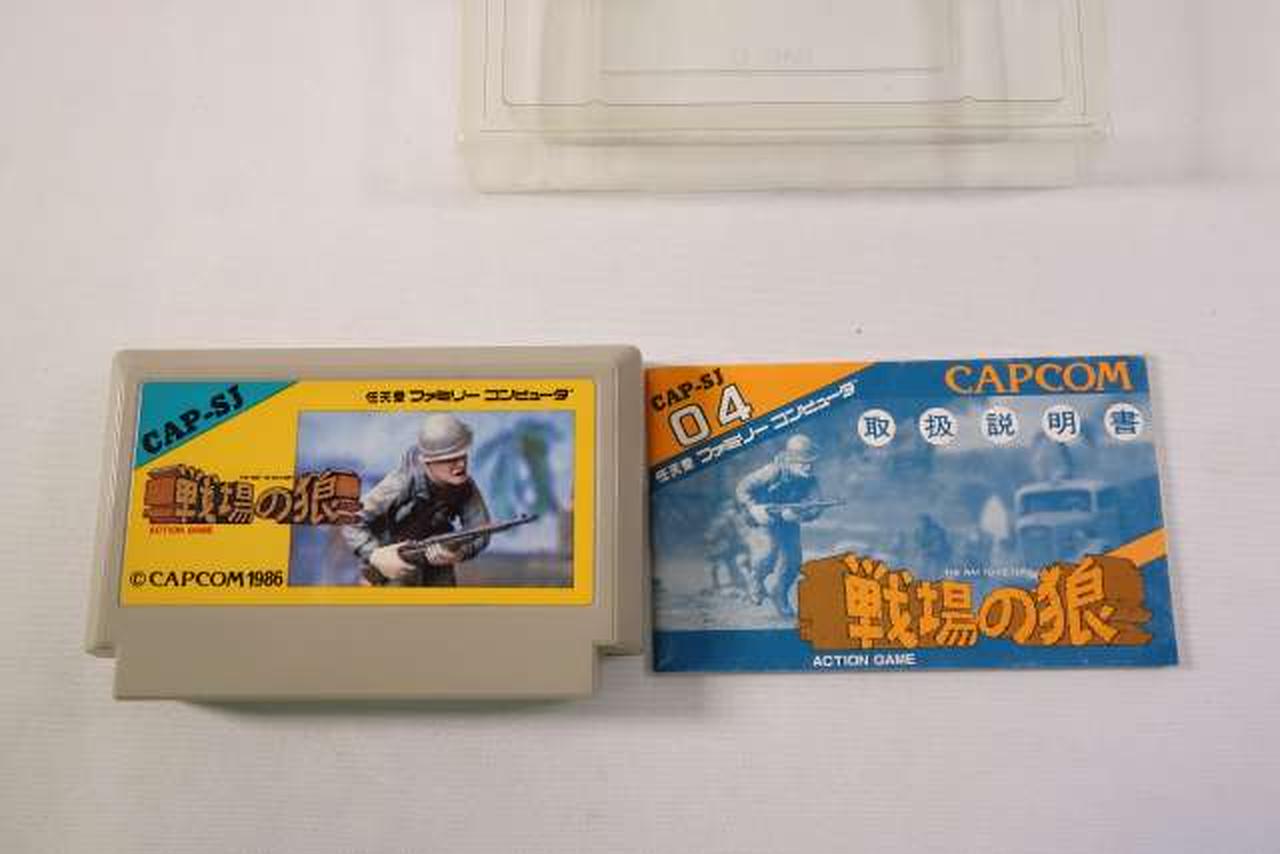 CAP-SJ
任天堂 ファミリー コンピュータ
戦場の狼
ACTION GAME
©CAPCOM 1986
CAP-SJ
04
任天堂 ファミリー コンピュータ
CAPCOM
取扱説明書
戦場の狼
ACTION GAME